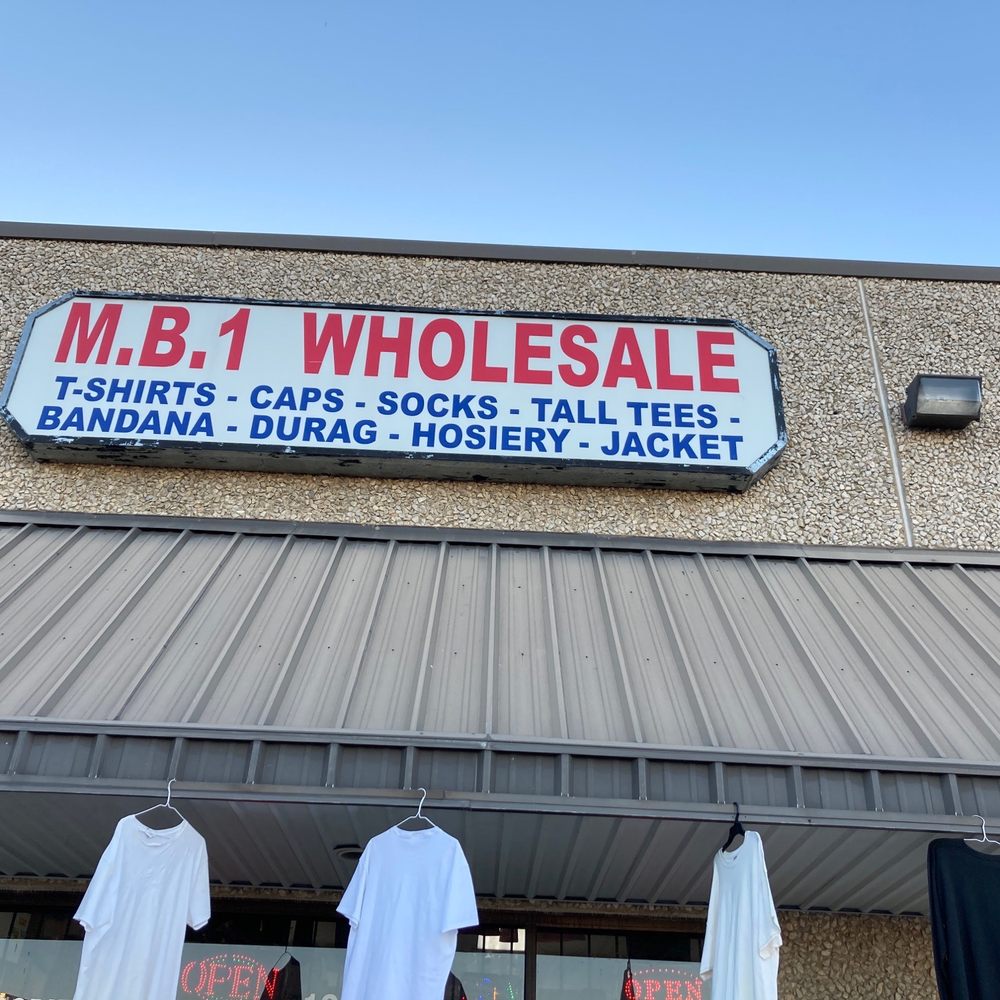 M.B.1 WHOLESALE
T-SHIRTS - CAPS - SOCKS - TALL TEES -
BANDANA - DURAG - HOSIERY - JACKET
OPEN
OPEN